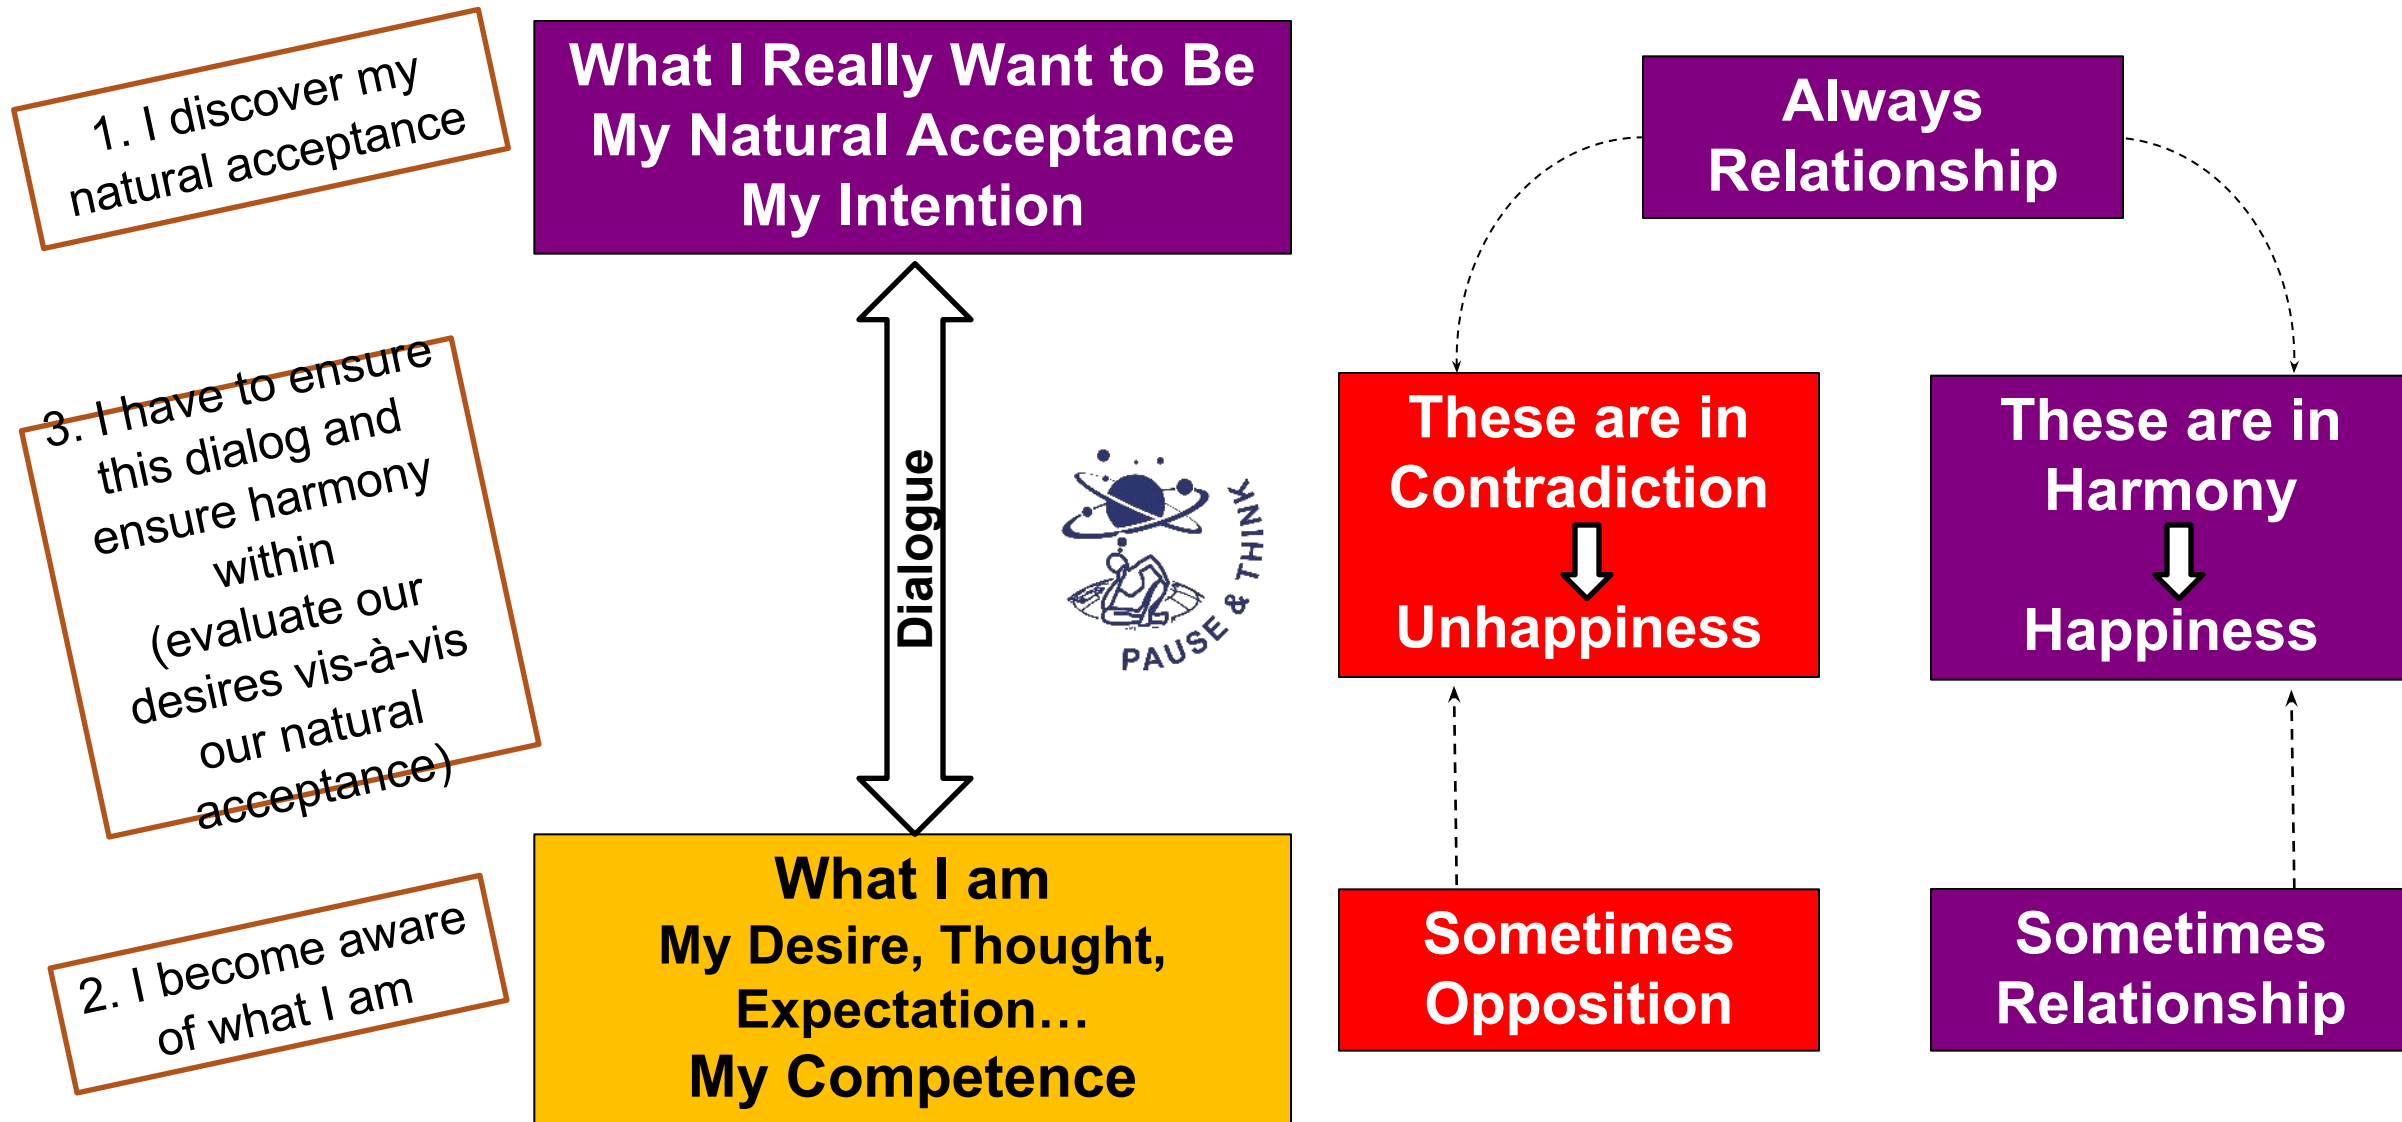 1. I discover my
natural acceptance
What I Really Want to Be
My Natural Acceptance
My Intention
Always
Relationship
3. I have to ensure
this dialog and
ensure harmony
within
(evaluate our
desires vis-à-vis
our natural
acceptance)
Dialogue
PAUSE & THINK
These are in
Contradiction
Unhappiness
These are in
Harmony
Happiness
2. I become aware
of what I am
What I am
My Desire, Thought,
Expectation…
My Competence
Sometimes
Opposition
Sometimes
Relationship